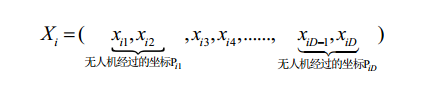 X_i = ( x_{i1}, x_{i2} , x_{i3}, x_{i4}, ......, x_{iD-1}, x_{iD} )
无人机经过的坐标P_{i1} 无人机经过的坐标P_{iD}